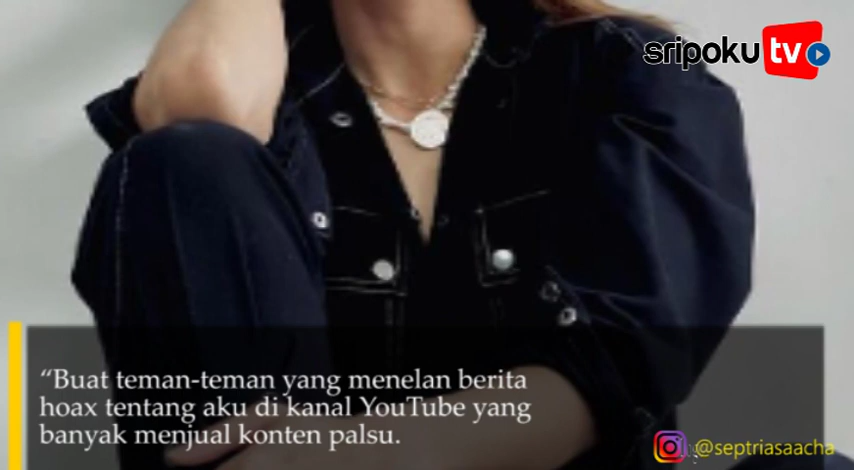 sripoku tv
“Buat teman-teman yang menelan berita
hoax tentang aku di kanal YouTube yang
banyak menjual konten palsu.
@septriasaacha